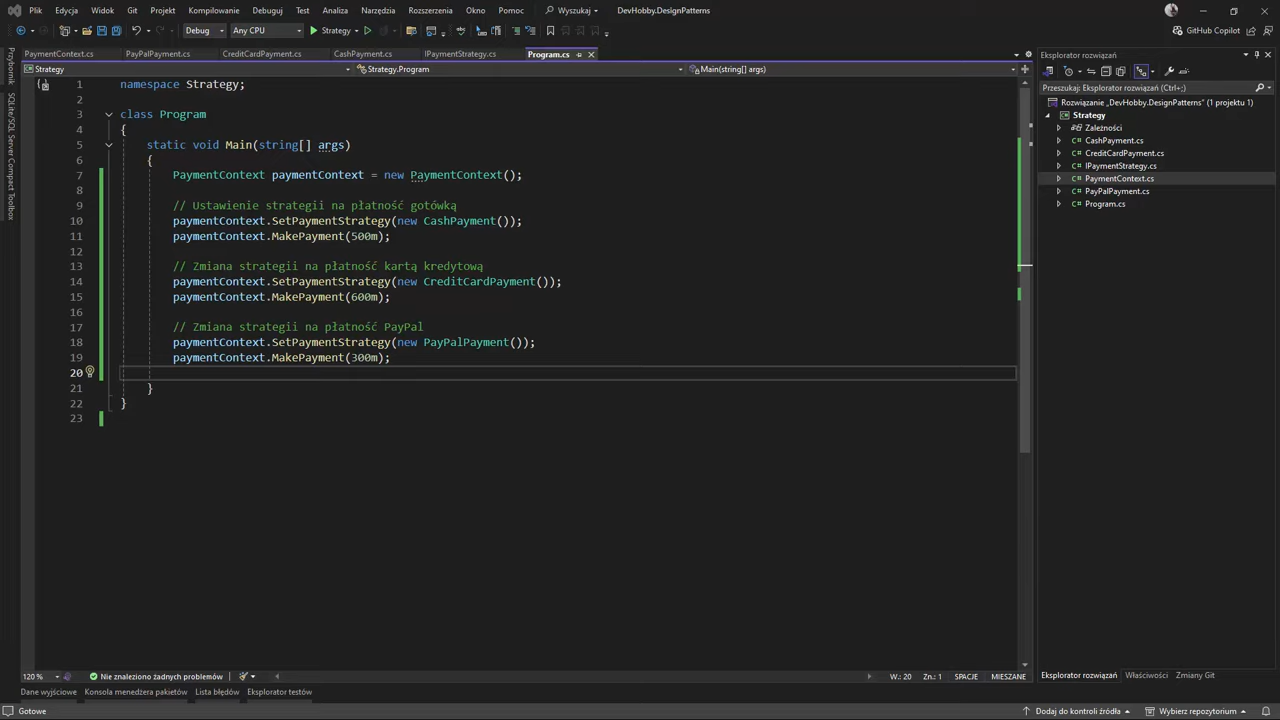 Plik Edycja Widok Git Projekt Kompilowanie Debuguj Test Analiza Narzędzia Rozszerzenia Okno Pomoc Wyszukaj DevHobby.DesignPatterns
Debug Any CPU Strategy GitHub Copilot
PaymentContext.cs PayPalPayment.cs CreditCardPayment.cs CashPayment.cs IPaymentStrategy.cs Program.cs
Strategy Strategy.Program Main(string[] args)
Przybornik
SQLite/SQL Server Compact Toolbox
1 namespace Strategy;
2
3 class Program
4 {
5 static void Main(string[] args)
6 {
7 PaymentContext paymentContext = new PaymentContext();
8
9 // Ustawienie strategii na płatność gotówką
10 paymentContext.SetPaymentStrategy(new CashPayment());
11 paymentContext.MakePayment(500m);
12
13 // Zmiana strategii na płatność kartą kredytową
14 paymentContext.SetPaymentStrategy(new CreditCardPayment());
15 paymentContext.MakePayment(600m);
16
17 // Zmiana strategii na płatność PayPal
18 paymentContext.SetPaymentStrategy(new PayPalPayment());
19 paymentContext.MakePayment(300m);
20
21 }
22 }
23
Eksplorator rozwiązań
Przeszukaj: Eksplorator rozwiązań (Ctrl+;)
Rozwiązanie „DevHobby.DesignPatterns" (1 projektu 1)
Strategy
Zależności
C# CashPayment.cs
C# CreditCardPayment.cs
C# IPaymentStrategy.cs
C# PaymentContext.cs
C# PayPalPayment.cs
C# Program.cs
120 % Nie znaleziono żadnych problemów W.: 20 Zn.: 1 SPACJE MIESZANE
Eksplorator rozwiązań Właściwości Zmiany Git
Dane wyjściowe Konsola menedżera pakietów Lista błędów Eksplorator testów
Gotowe Dodaj do kontroli źródła Wybierz repozytorium